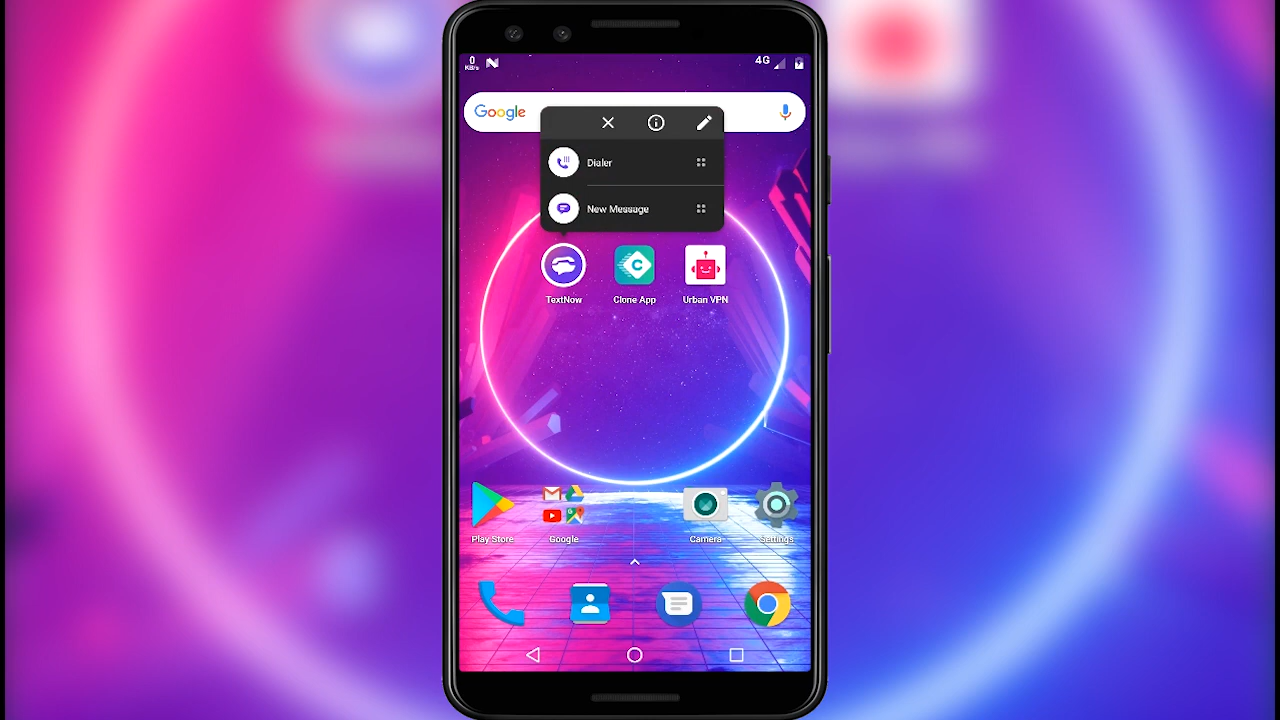 0
KB/s
4G
Google
Dialer
New Message
TextNow
Clone App
Urban VPN
Play Store
Google
Camera
Settings